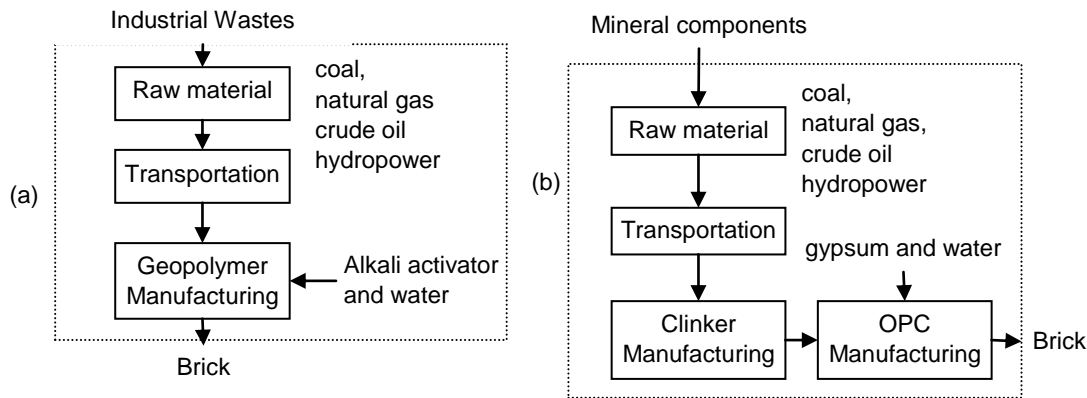 Industrial Wastes
Raw material
coal,
natural gas
crude oil
hydropower
Transportation
(a)
Geopolymer
Manufacturing
Alkali activator
and water
Brick
Mineral components
Raw material
coal,
natural gas,
crude oil
hydropower
(b)
Transportation
gypsum and water
Clinker
Manufacturing
OPC
Manufacturing
Brick